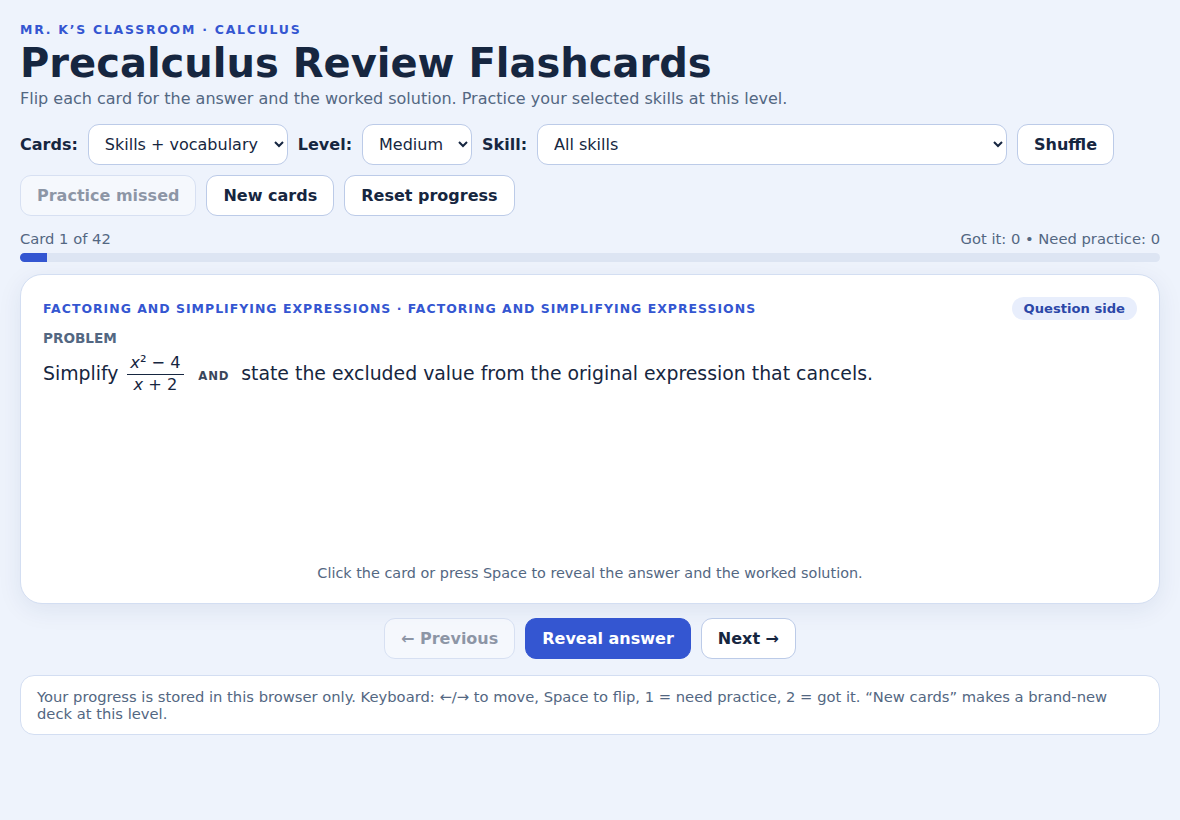 MR. K’S CLASSROOM · CALCULUS
Precalculus Review Flashcards
Flip each card for the answer and the worked solution. Practice your selected skills at this level.
Cards: Skills + vocabulary Level: Medium Skill: All skills Shuffle
Practice missed New cards Reset progress
Card 1 of 42 Got it: 0 • Need practice: 0
FACTORING AND SIMPLIFYING EXPRESSIONS · FACTORING AND SIMPLIFYING EXPRESSIONS Question side
PROBLEM
Simplify (x² − 4)/(x + 2) AND state the excluded value from the original expression that cancels.
Click the card or press Space to reveal the answer and the worked solution.
← Previous Reveal answer Next →
Your progress is stored in this browser only. Keyboard: ←/→ to move, Space to flip, 1 = need practice, 2 = got it. “New cards” makes a brand-new
deck at this level.